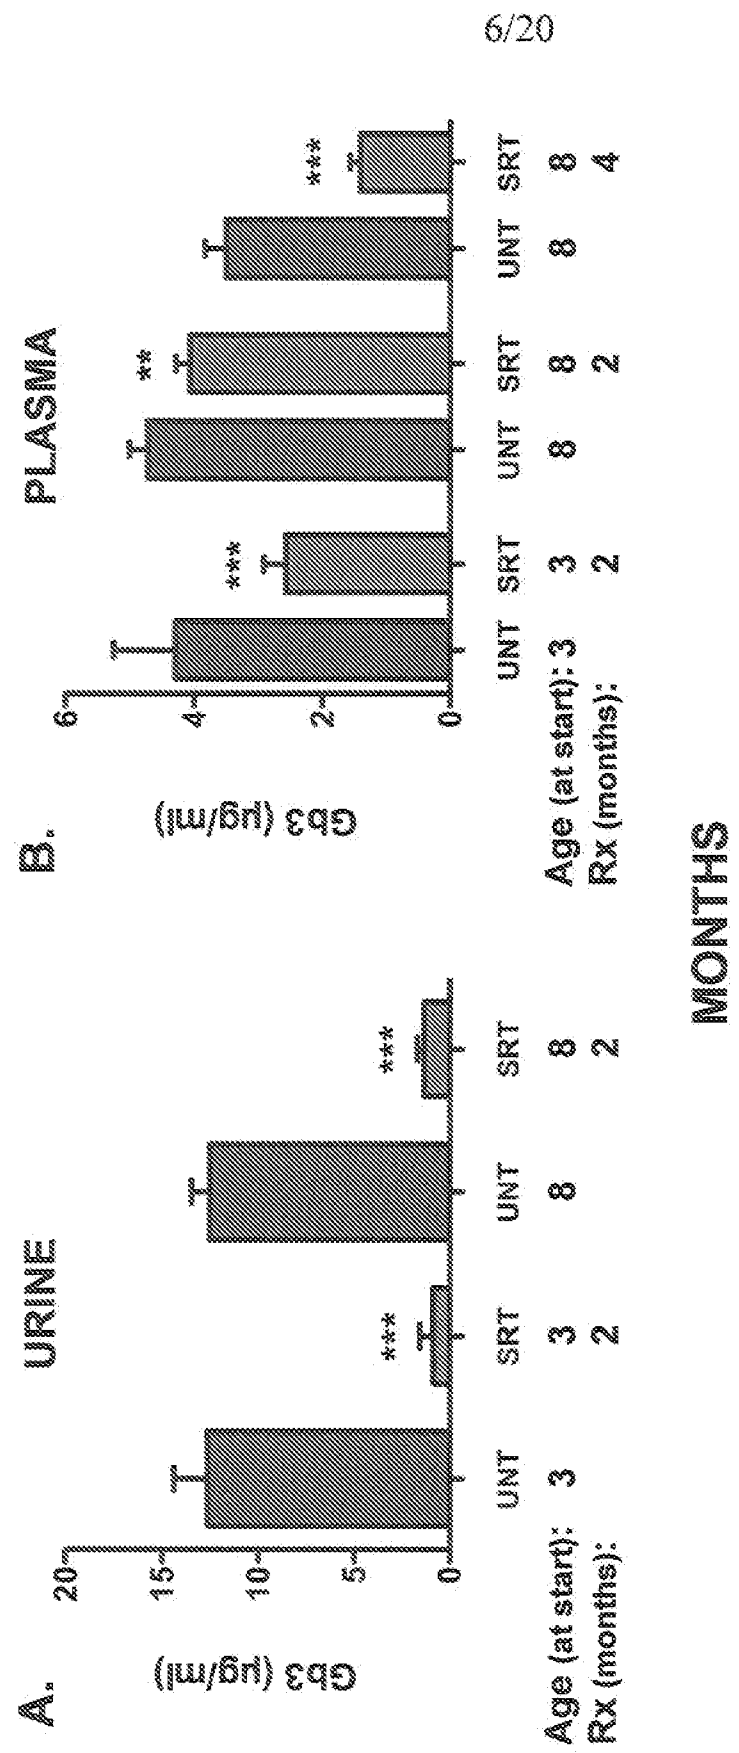 6/20
A.
URINE
Gb3 (µg/ml)
20
15
10
5
0
***
***
UNT SRT UNT SRT
Age (at start): 3 3 8 8
Rx (months): 2 2
B.
PLASMA
Gb3 (µg/ml)
6
4
2
0
***
**
***
UNT SRT UNT SRT UNT SRT
Age (at start): 3 3 8 8 8 8
Rx (months): 2 2 4
MONTHS